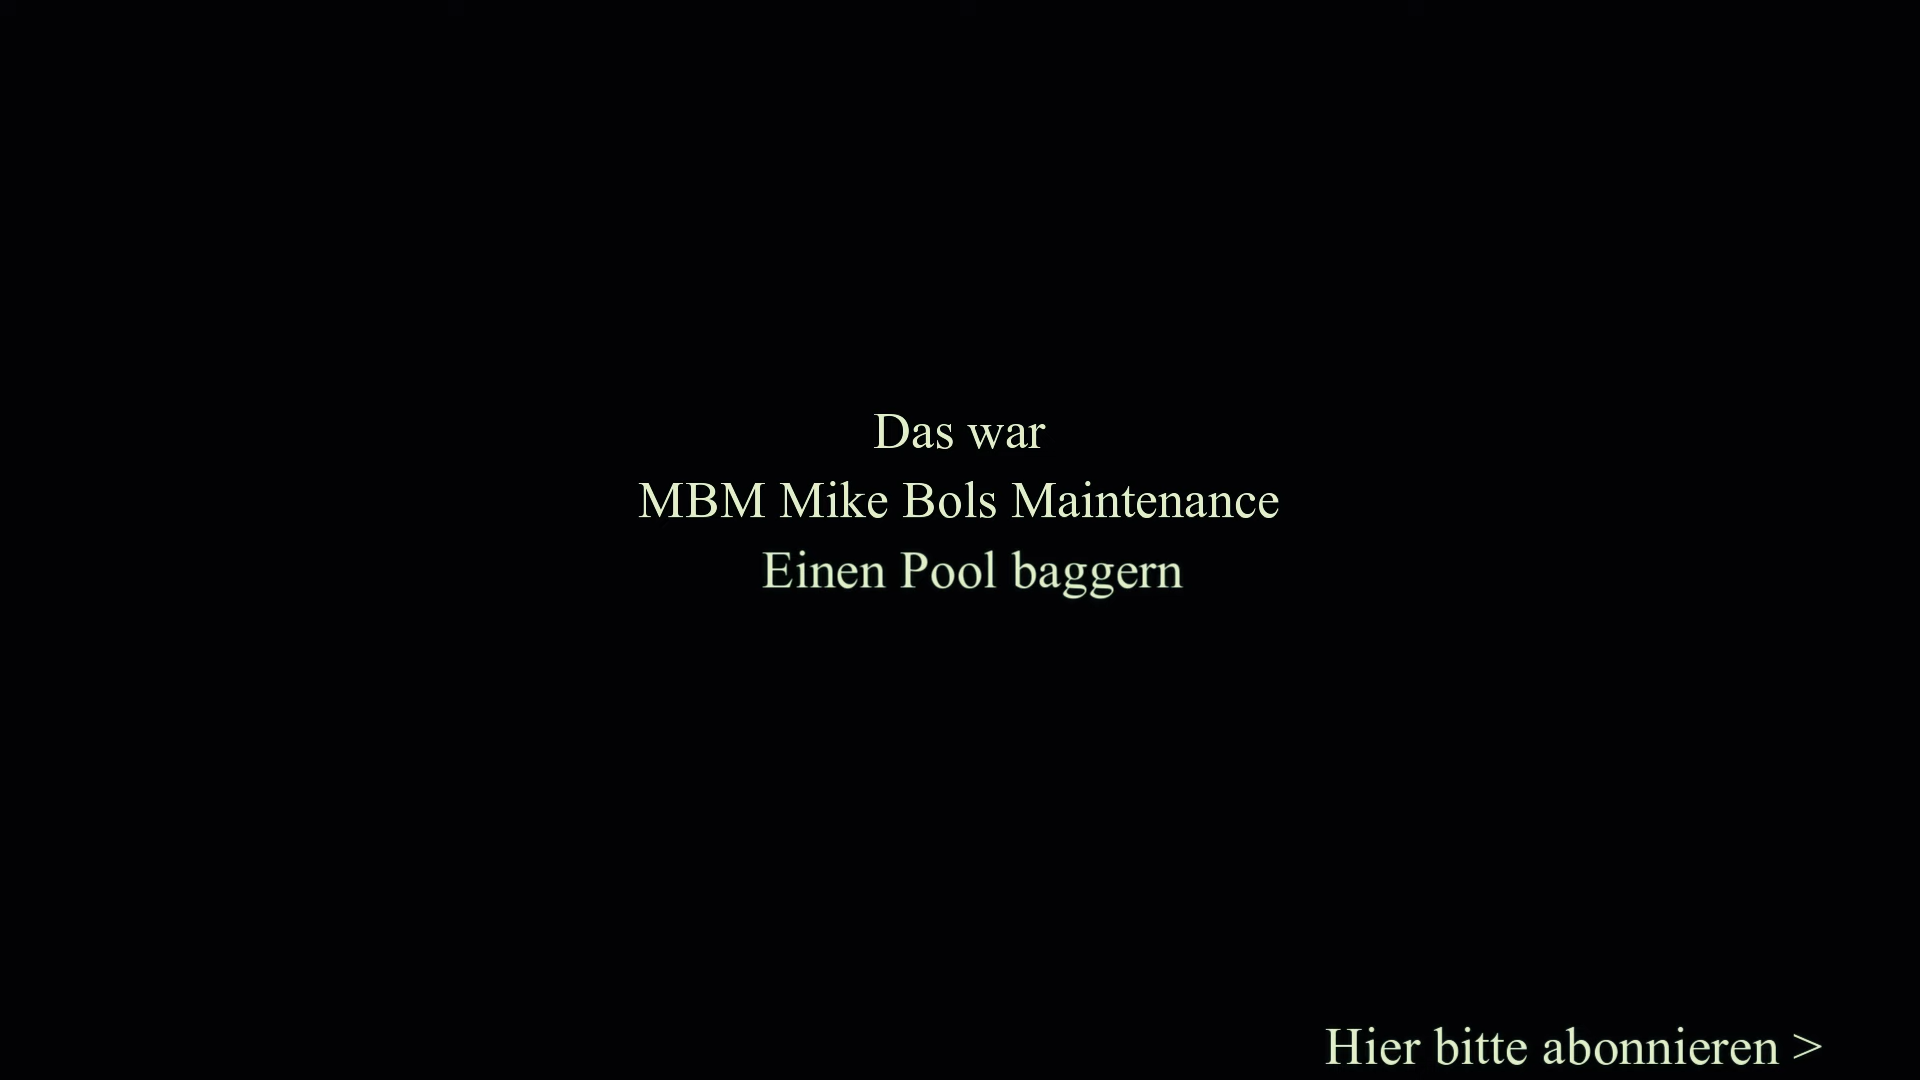 Das war
MBM Mike Bols Maintenance
Einen Pool baggern
Hier bitte abonnieren >